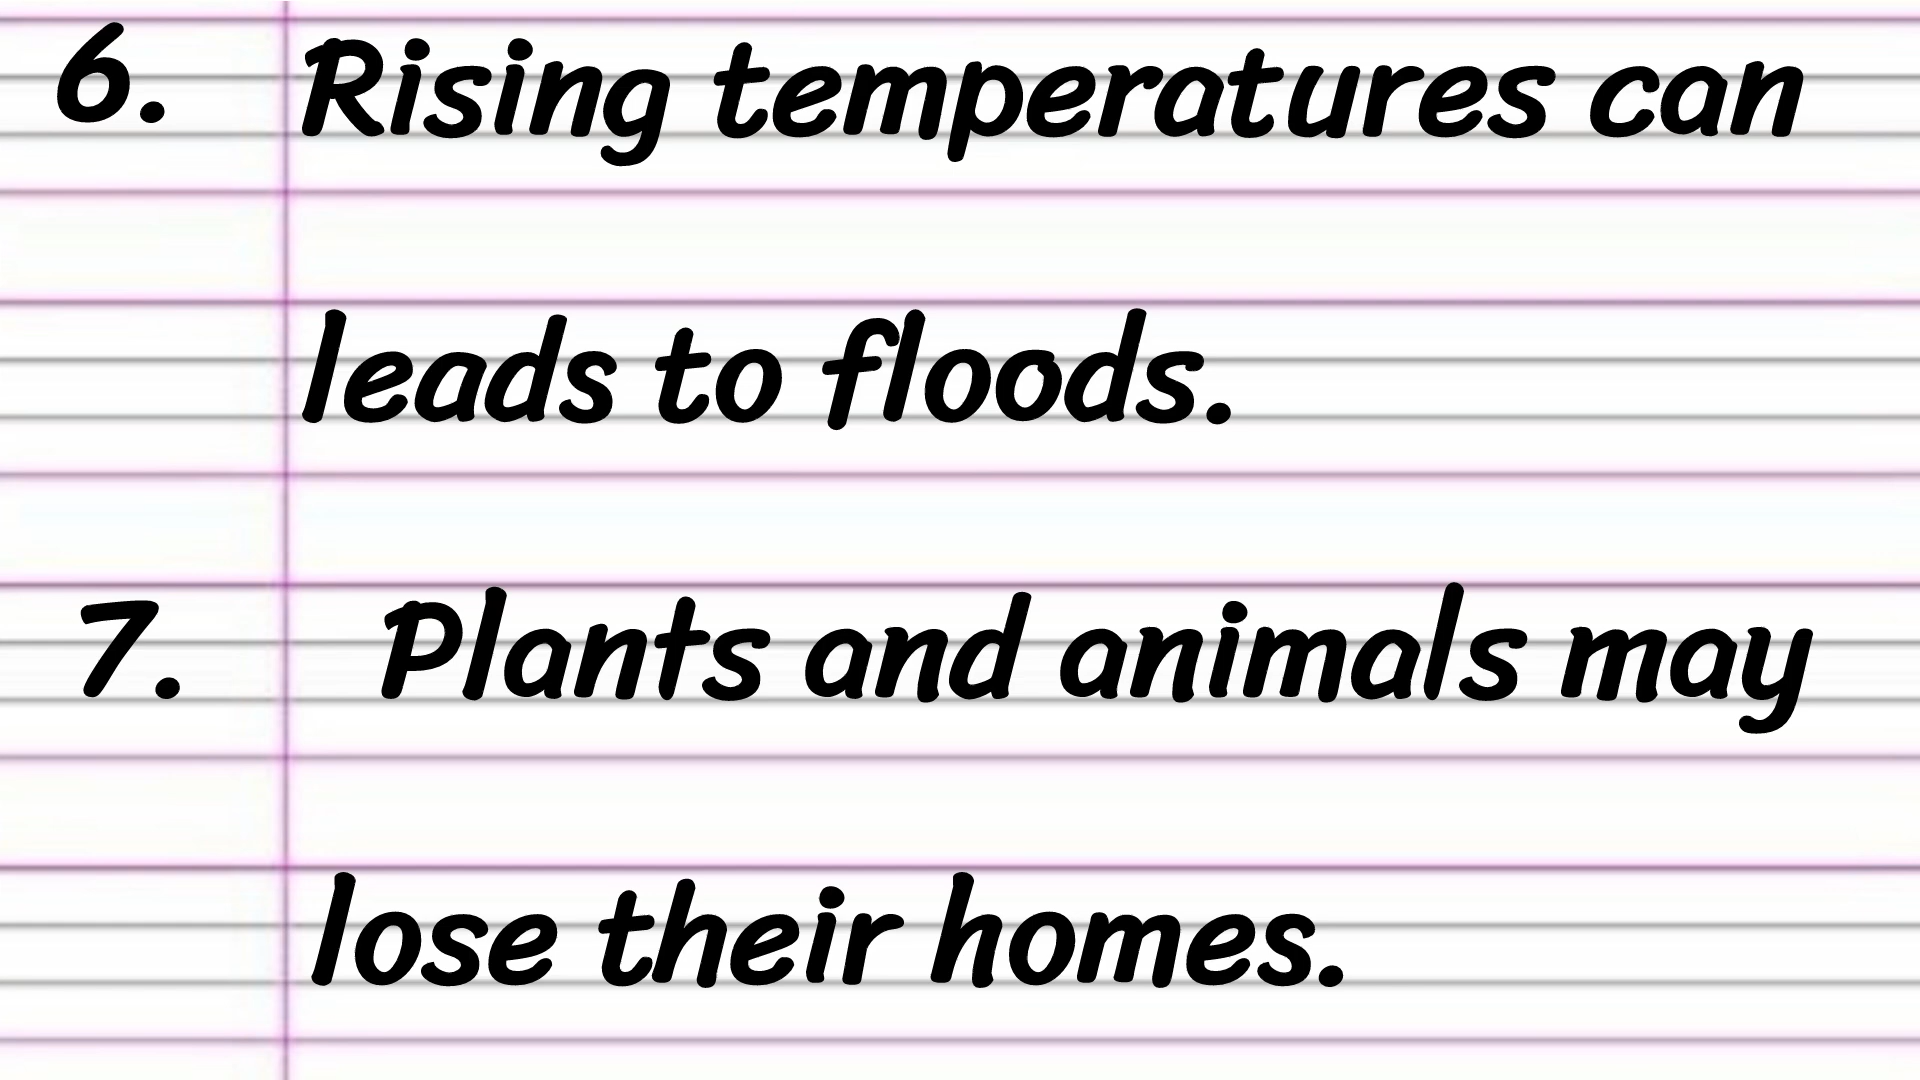 6. Rising temperatures can
leads to floods.
7. Plants and animals may
lose their homes.